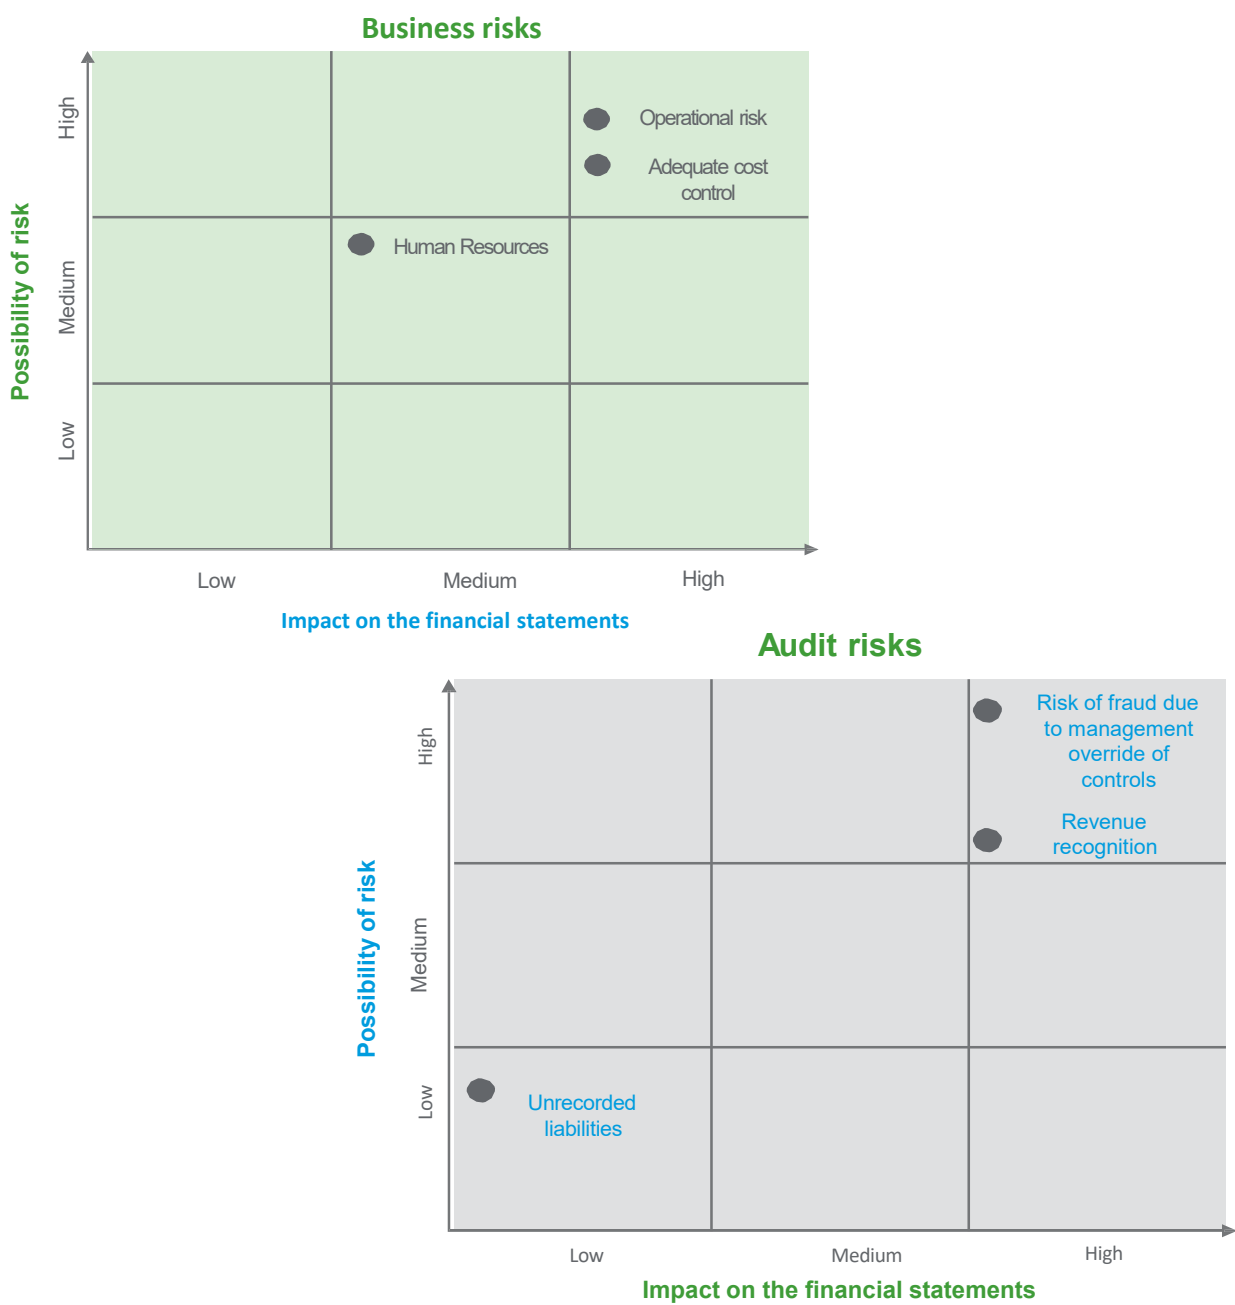 Business risks
High
Operational risk
Adequate cost
control
Possibility of risk
Medium
Human Resources
Low
Low
Medium
High
Impact on the financial statements
Audit risks
High
Risk of fraud due
to management
override of
controls
Revenue
recognition
Possibility of risk
Medium
Low
Unrecorded
liabilities
Low
Medium
High
Impact on the financial statements